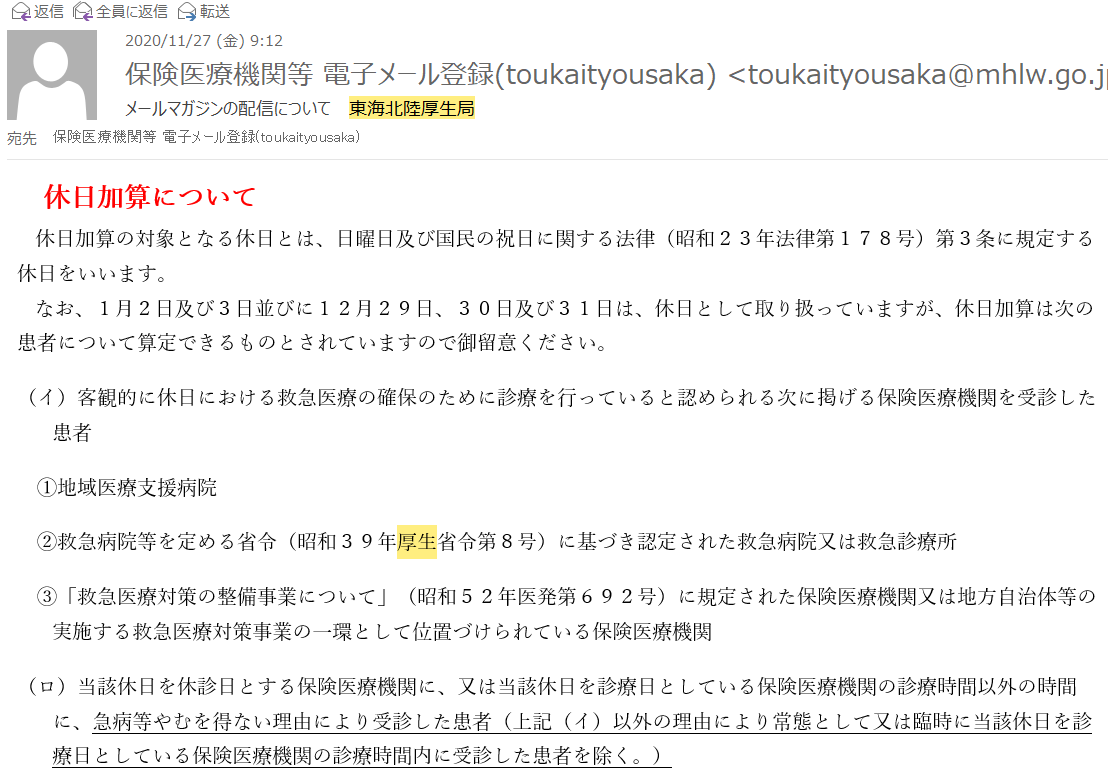 返信 全員に返信 転送
2020/11/27 (金) 9:12
保険医療機関等 電子メール登録(toukaityousaka) <toukaityousaka@mhlw.go.jp
メールマガジンの配信について 東海北陸厚生局
宛先 保険医療機関等 電子メール登録(toukaityousaka)
休日加算について
休日加算の対象となる休日とは、日曜日及び国民の祝日に関する法律（昭和２３年法律第１７８号）第３条に規定する
休日をいいます。
なお、１月２日及び３日並びに１２月２９日、３０日及び３１日は、休日として取り扱っていますが、休日加算は次の
患者について算定できるものとされていますので御留意ください。
（イ）客観的に休日における救急医療の確保のために診療を行っていると認められる次に掲げる保険医療機関を受診した
患者
①地域医療支援病院
②救急病院等を定める省令（昭和３９年厚生省令第８号）に基づき認定された救急病院又は救急診療所
③「救急医療対策の整備事業について」（昭和５２年医発第６９２号）に規定された保険医療機関又は地方自治体等の
実施する救急医療対策事業の一環として位置づけられている保険医療機関
（ロ）当該休日を休診日とする保険医療機関に、又は当該休日を診療日としている保険医療機関の診療時間以外の時間
に、急病等やむを得ない理由により受診した患者（上記（イ）以外の理由により常態として又は臨時に当該休日を診
療日としている保険医療機関の診療時間内に受診した患者を除く。）